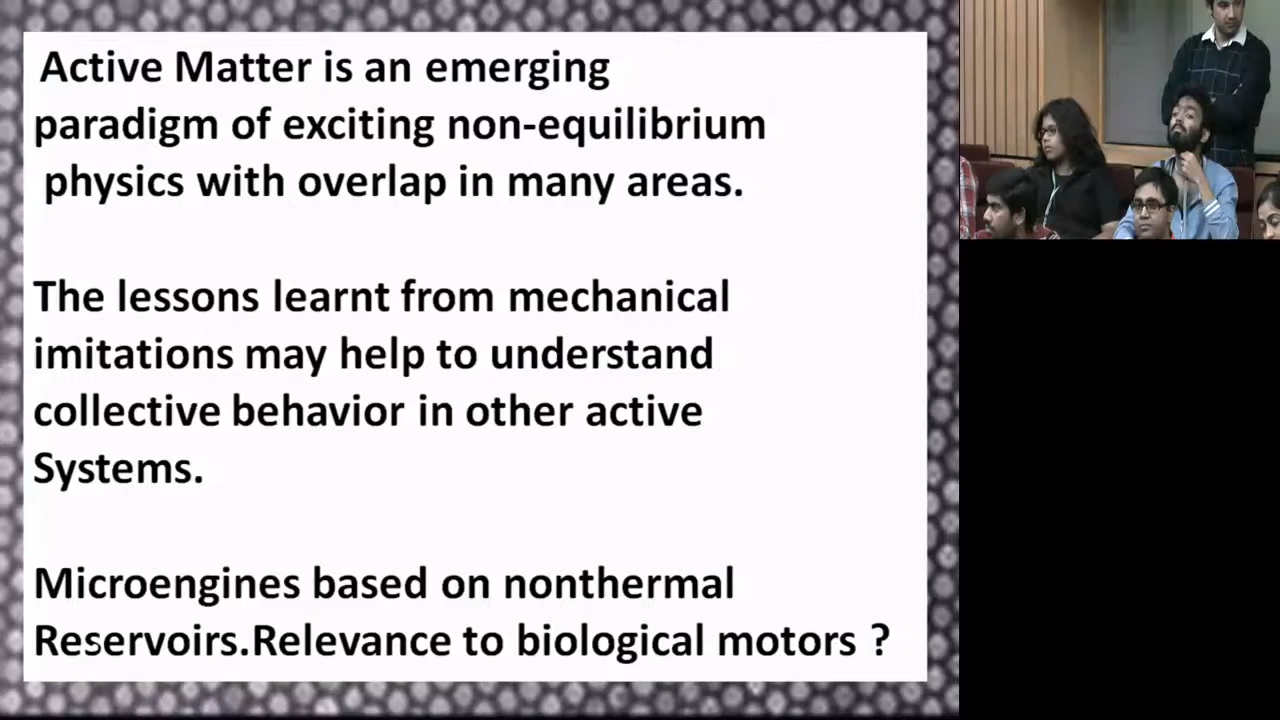 Active Matter is an emerging
paradigm of exciting non-equilibrium
physics with overlap in many areas.
The lessons learnt from mechanical
imitations may help to understand
collective behavior in other active
Systems.
Microengines based on nonthermal
Reservoirs.Relevance to biological motors ?